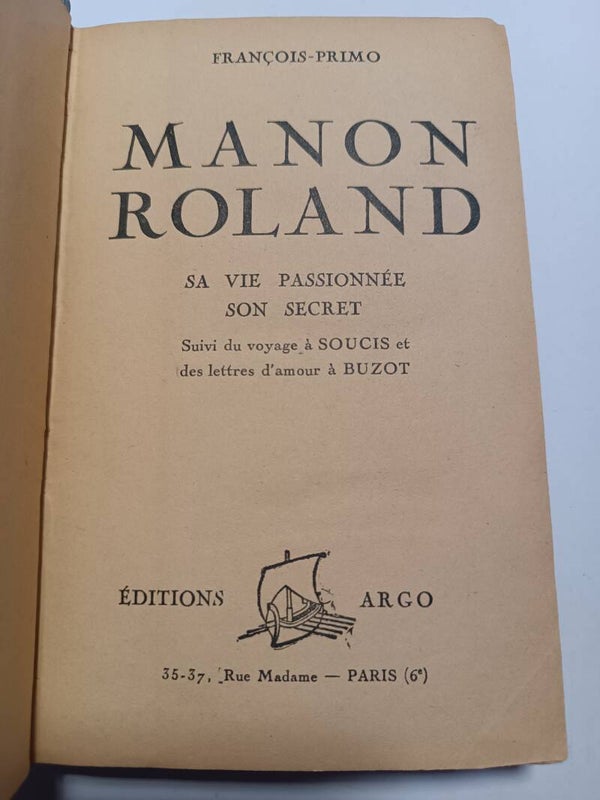 FRANÇOIS-PRIMO
MANON
ROLAND
SA VIE PASSIONNÉE
SON SECRET
Suivi du voyage à SOUCIS et
des lettres d'amour à BUZOT
ÉDITIONS ARGO
35-37, Rue Madame — PARIS (6e)